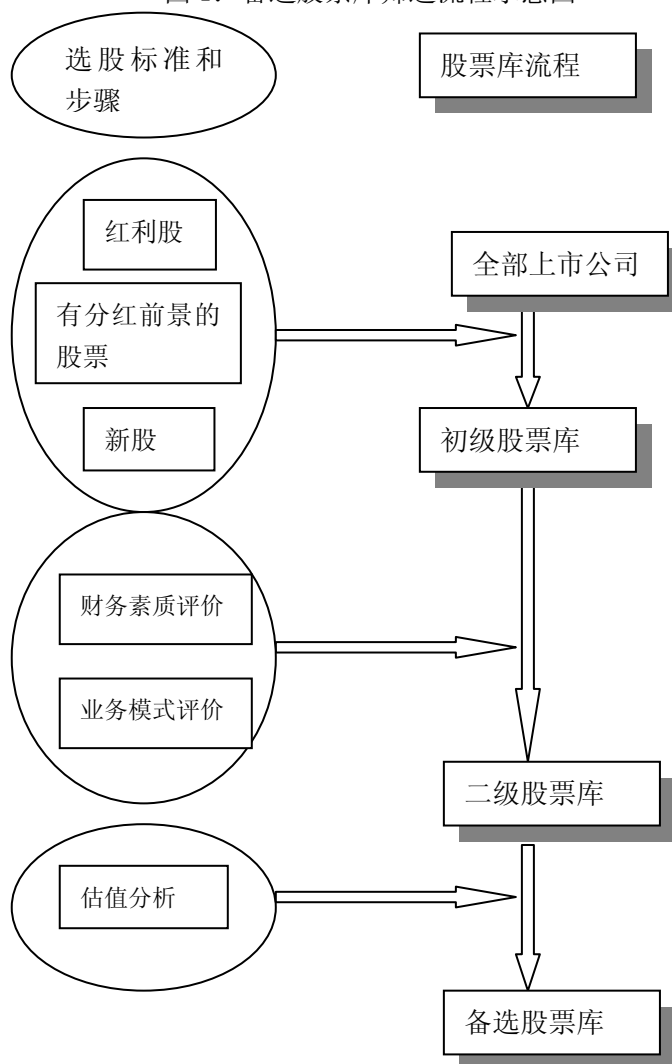 选股标准和
步骤
股票库流程
红利股
有分红前景的
股票
新股
全部上市公司
初级股票库
财务素质评价
业务模式评价
二级股票库
估值分析
备选股票库